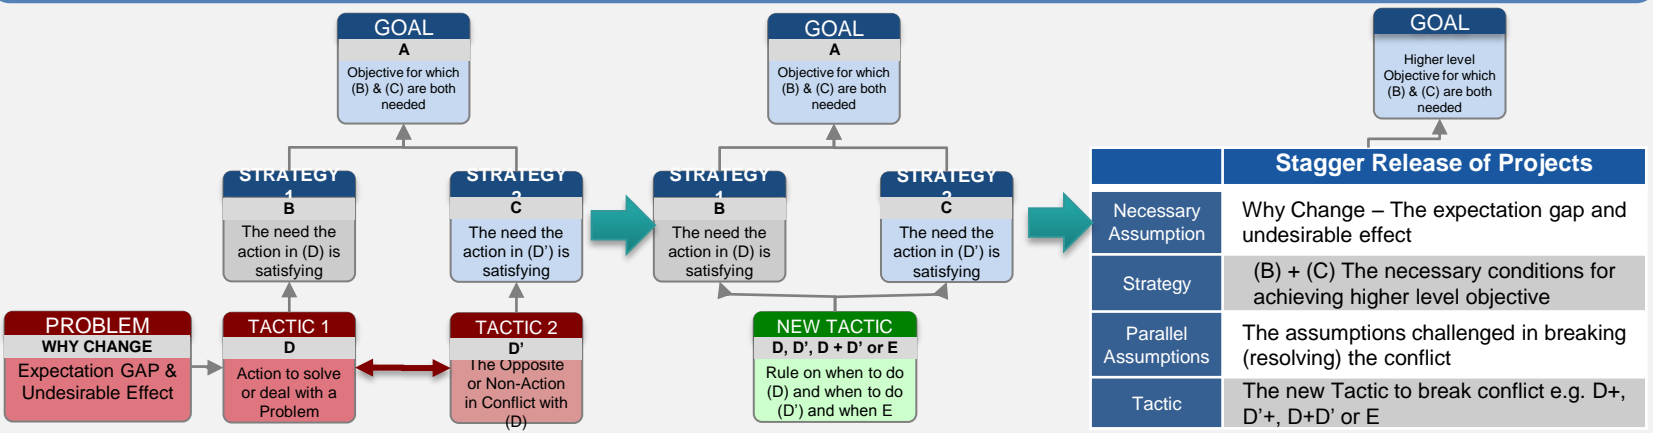 GOAL
A
Objective for which
(B) & (C) are both
needed
STRATEGY
1
B
The need the
action in (D) is
satisfying
STRATEGY
2
C
The need the
action in (D’) is
satisfying
PROBLEM
WHY CHANGE
Expectation GAP &
Undesirable Effect
TACTIC 1
D
Action to solve
or deal with a
Problem
TACTIC 2
D’
The Opposite
or Non-Action
in Conflict with
(D)
GOAL
A
Objective for which
(B) & (C) are both
needed
STRATEGY
1
B
The need the
action in (D) is
satisfying
STRATEGY
2
C
The need the
action in (D’) is
satisfying
NEW TACTIC
D, D’, D + D’ or E
Rule on when to do
(D) and when to do
(D’) and when E
GOAL
Higher level
Objective for which
(B) & (C) are both
needed
Stagger Release of Projects
Necessary
Assumption
Why Change – The expectation gap and
undesirable effect
Strategy
(B) + (C) The necessary conditions for
achieving higher level objective
Parallel
Assumptions
The assumptions challenged in breaking
(resolving) the conflict
Tactic
The new Tactic to break conflict e.g. D+,
D’+, D+D’ or E